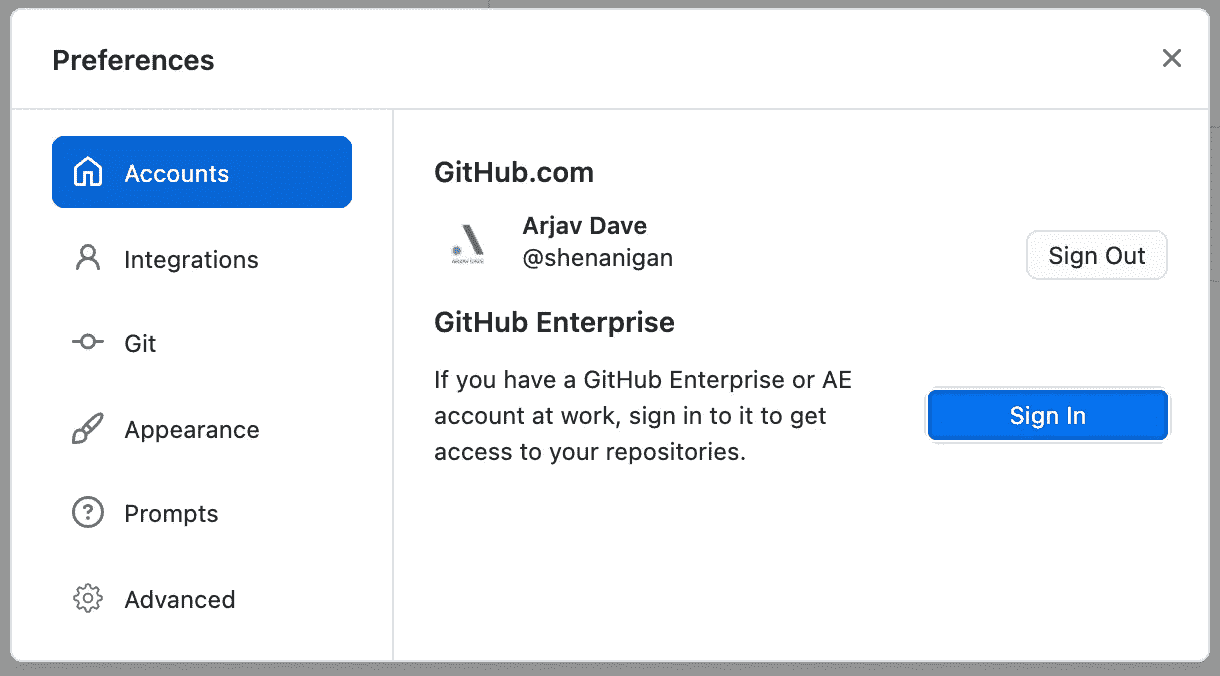 Preferences
Accounts
Integrations
Git
Appearance
Prompts
Advanced
GitHub.com
Arjav Dave
@shenanigan
Sign Out
GitHub Enterprise
If you have a GitHub Enterprise or AE
account at work, sign in to it to get
access to your repositories.
Sign In